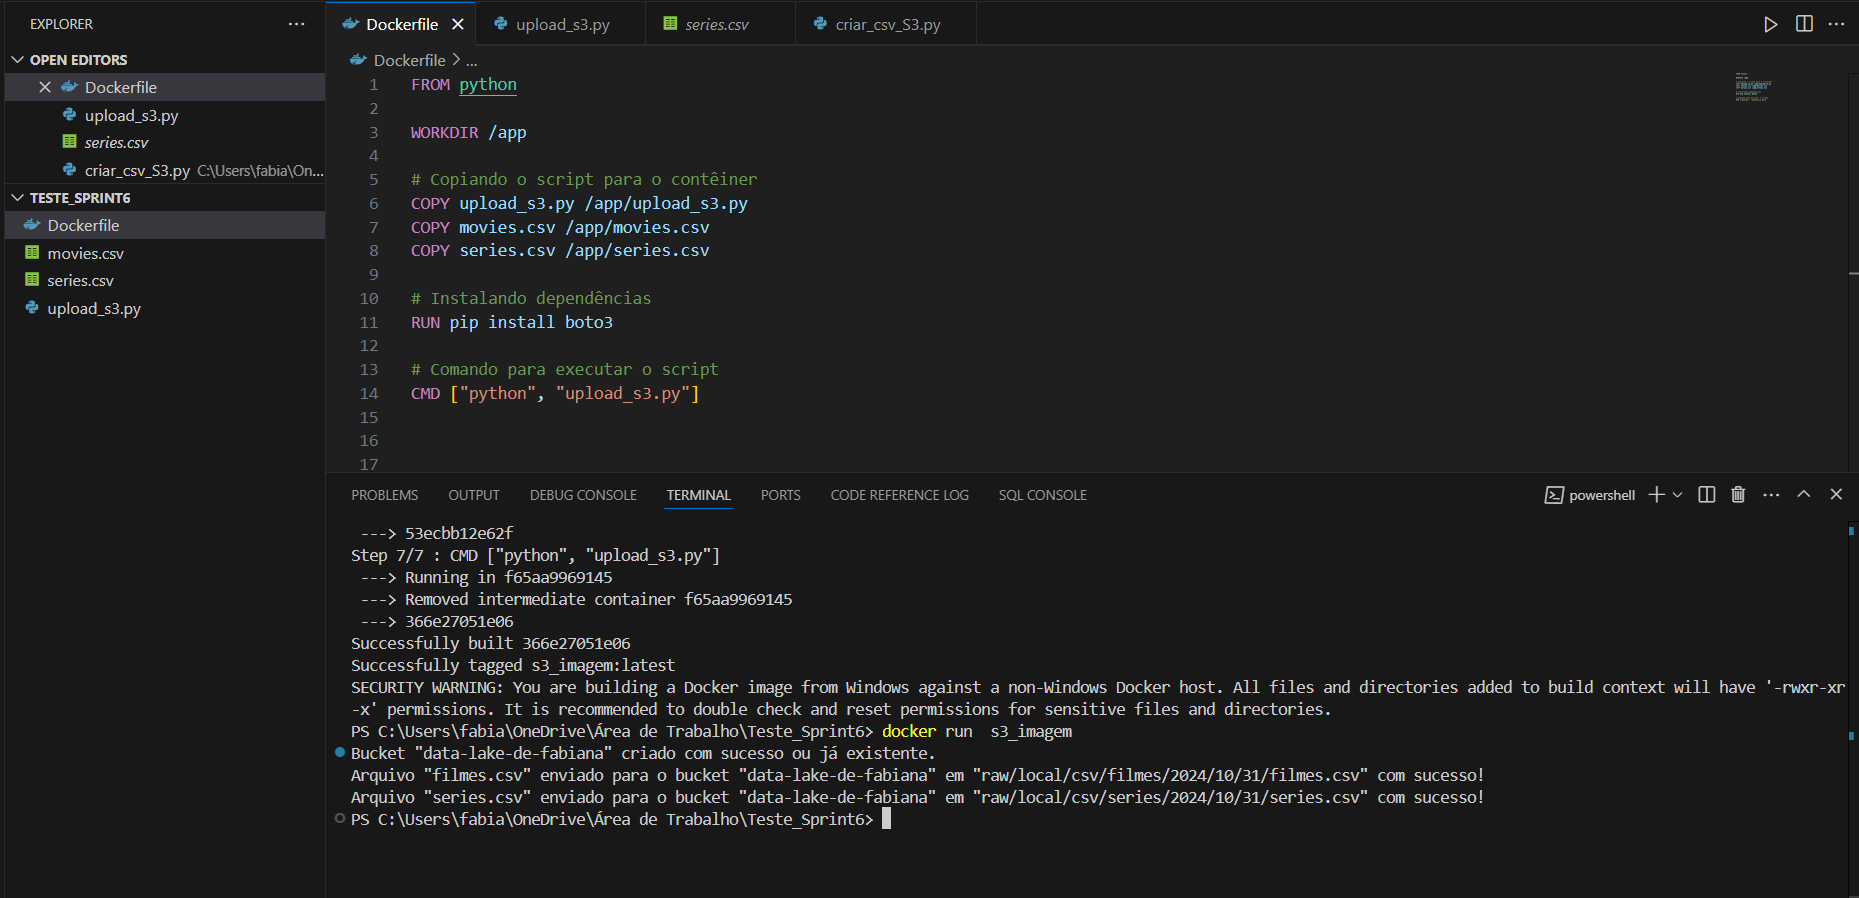 EXPLORER
OPEN EDITORS
Dockerfile
upload_s3.py
series.csv
criar_csv_S3.py C:\Users\fabia\On...
TESTE_SPRINT6
Dockerfile
movies.csv
series.csv
upload_s3.py
Dockerfile
upload_s3.py
series.csv
criar_csv_S3.py
Dockerfile > ...
1 FROM python
2
3 WORKDIR /app
4
5 # Copiando o script para o contêiner
6 COPY upload_s3.py /app/upload_s3.py
7 COPY movies.csv /app/movies.csv
8 COPY series.csv /app/series.csv
9
10 # Instalando dependências
11 RUN pip install boto3
12
13 # Comando para executar o script
14 CMD ["python", "upload_s3.py"]
15
16
17
PROBLEMS OUTPUT DEBUG CONSOLE TERMINAL PORTS CODE REFERENCE LOG SQL CONSOLE
powershell
---> 53ecbb12e62f
Step 7/7 : CMD ["python", "upload_s3.py"]
---> Running in f65aa9969145
---> Removed intermediate container f65aa9969145
---> 366e27051e06
Successfully built 366e27051e06
Successfully tagged s3_imagem:latest
SECURITY WARNING: You are building a Docker image from Windows against a non-Windows Docker host. All files and directories added to build context will have '-rwxr-xr
-x' permissions. It is recommended to double check and reset permissions for sensitive files and directories.
PS C:\Users\fabia\OneDrive\Área de Trabalho\Teste_Sprint6> docker run  s3_imagem
Bucket "data-lake-de-fabiana" criado com sucesso ou já existente.
Arquivo "filmes.csv" enviado para o bucket "data-lake-de-fabiana" em "raw/local/csv/filmes/2024/10/31/filmes.csv" com sucesso!
Arquivo "series.csv" enviado para o bucket "data-lake-de-fabiana" em "raw/local/csv/series/2024/10/31/series.csv" com sucesso!
PS C:\Users\fabia\OneDrive\Área de Trabalho\Teste_Sprint6>